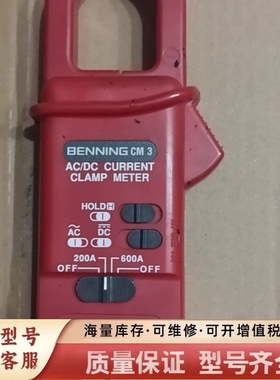 BENNING CM 3
AC/DC CURRENT
CLAMP METER
HOLD H
AC DC
200A 600A
OFF OFF
型号
客服
海量库存·可维修·可开增值税
质量保证 型号齐